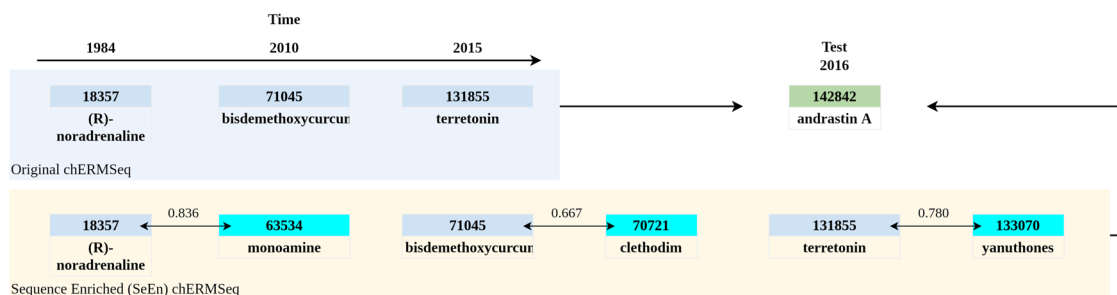 Time
1984 2010 2015
Test
2016
18357 71045 131855 142842
(R)-
noradrenaline
bisdemethoxycurcun
terretonin
andrastin A
Original chERMSeq
0.836 0.667 0.780
18357 63534 71045 70721 131855 133070
(R)-
noradrenaline
monoamine
bisdemethoxycurcun
clethodim
terretonin
yanuthones
Sequence Enriched (SeEn) chERMSeq